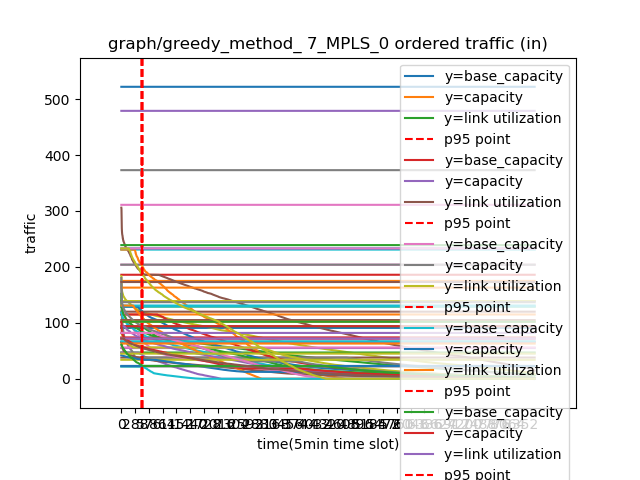 graph/greedy_method_ 7_MPLS_0 ordered traffic (in)
traffic
500
400
300
200
100
0
time(5min time slot)
y=base_capacity
y=capacity
y=link utilization
p95 point
y=base_capacity
y=capacity
y=link utilization
p95 point
y=base_capacity
y=capacity
y=link utilization
p95 point
y=base_capacity
y=capacity
y=link utilization
p95 point
y=base_capacity
y=capacity
y=link utilization
p95 point